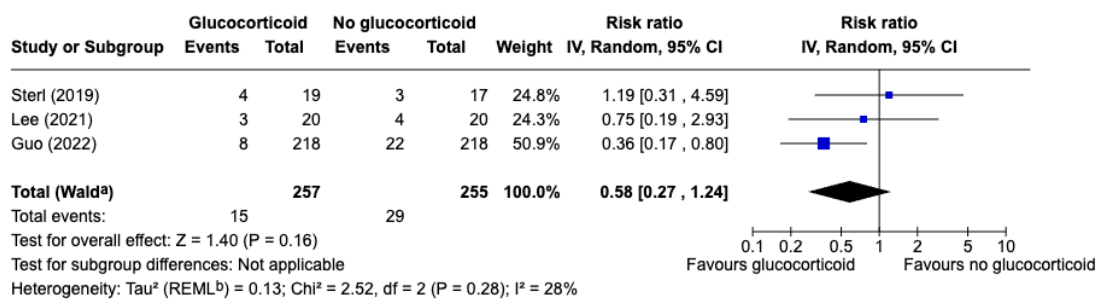 Glucocorticoid No glucocorticoid Risk ratio Risk ratio
Study or Subgroup Events Total Events Total Weight IV, Random, 95% CI IV, Random, 95% CI
Sterl (2019) 4 19 3 17 24.8% 1.19 [0.31 , 4.59]
Lee (2021) 3 20 4 20 24.3% 0.75 [0.19 , 2.93]
Guo (2022) 8 218 22 218 50.9% 0.36 [0.17 , 0.80]
Total (Waldᵃ) 257 255 100.0% 0.58 [0.27 , 1.24]
Total events: 15 29
Test for overall effect: Z = 1.40 (P = 0.16) 0.1 0.2 0.5 1 2 5 10
Test for subgroup differences: Not applicable Favours glucocorticoid Favours no glucocorticoid
Heterogeneity: Tau² (REMLᵇ) = 0.13; Chi² = 2.52, df = 2 (P = 0.28); I² = 28%